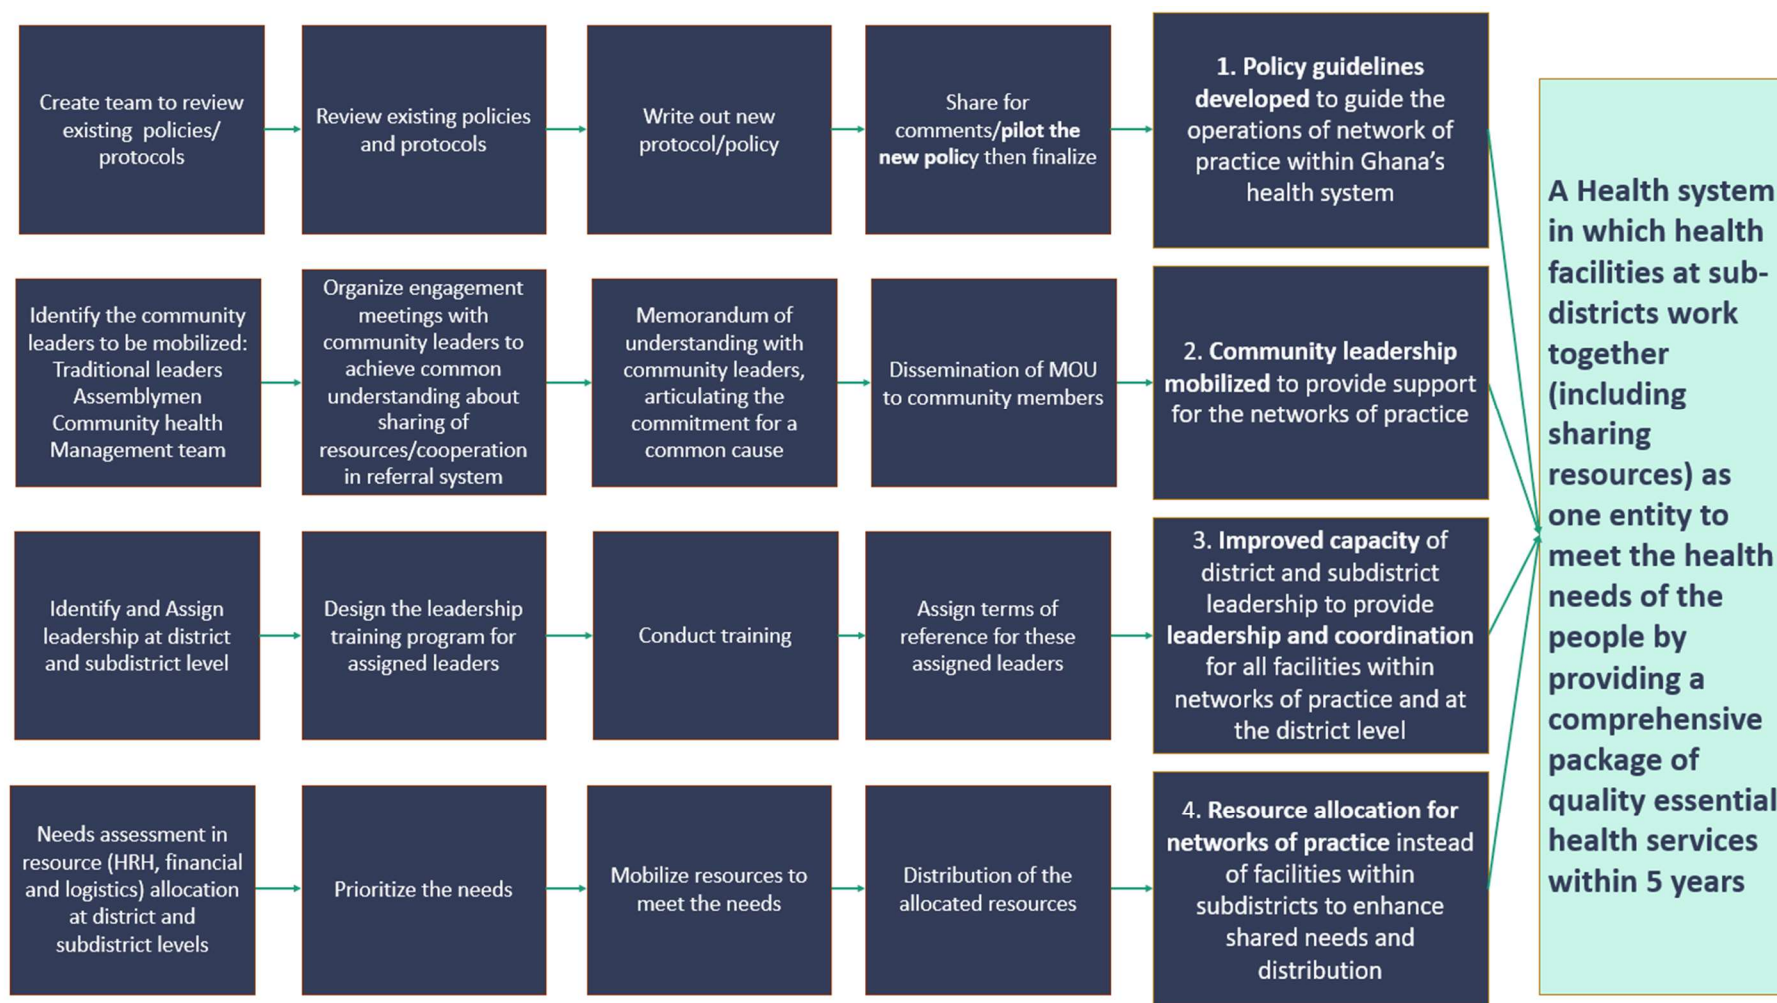 Create team to review
existing policies/
protocols
Review existing policies
and protocols
Write out new
protocol/policy
Share for
comments/pilot the
new policy then finalize
1. Policy guidelines
developed to guide the
operations of network of
practice within Ghana's
health system
Identify the community
leaders to be mobilized:
Traditional leaders
Assemblymen
Community health
Management team
Organize engagement
meetings with
community leaders to
achieve common
understanding about
sharing of
resources/cooperation
in referral system
Memorandum of
understanding with
community leaders,
articulating the
commitment for a
common cause
Dissemination of MOU
to community members
2. Community leadership
mobilized to provide support
for the networks of practice
Identify and Assign
leadership at district
and subdistrict level
Design the leadership
training program for
assigned leaders
Conduct training
Assign terms of
reference for these
assigned leaders
3. Improved capacity of
district and subdistrict
leadership to provide
leadership and coordination
for all facilities within
networks of practice and at
the district level
Needs assessment in
resource (HRH, financial
and logistics) allocation
at district and
subdistrict levels
Prioritize the needs
Mobilize resources to
meet the needs
Distribution of the
allocated resources
4. Resource allocation for
networks of practice instead
of facilities within
subdistricts to enhance
shared needs and
distribution
A Health system
in which health
facilities at sub-
districts work
together
(including
sharing
resources) as
one entity to
meet the health
needs of the
people by
providing a
comprehensive
package of
quality essential
health services
within 5 years